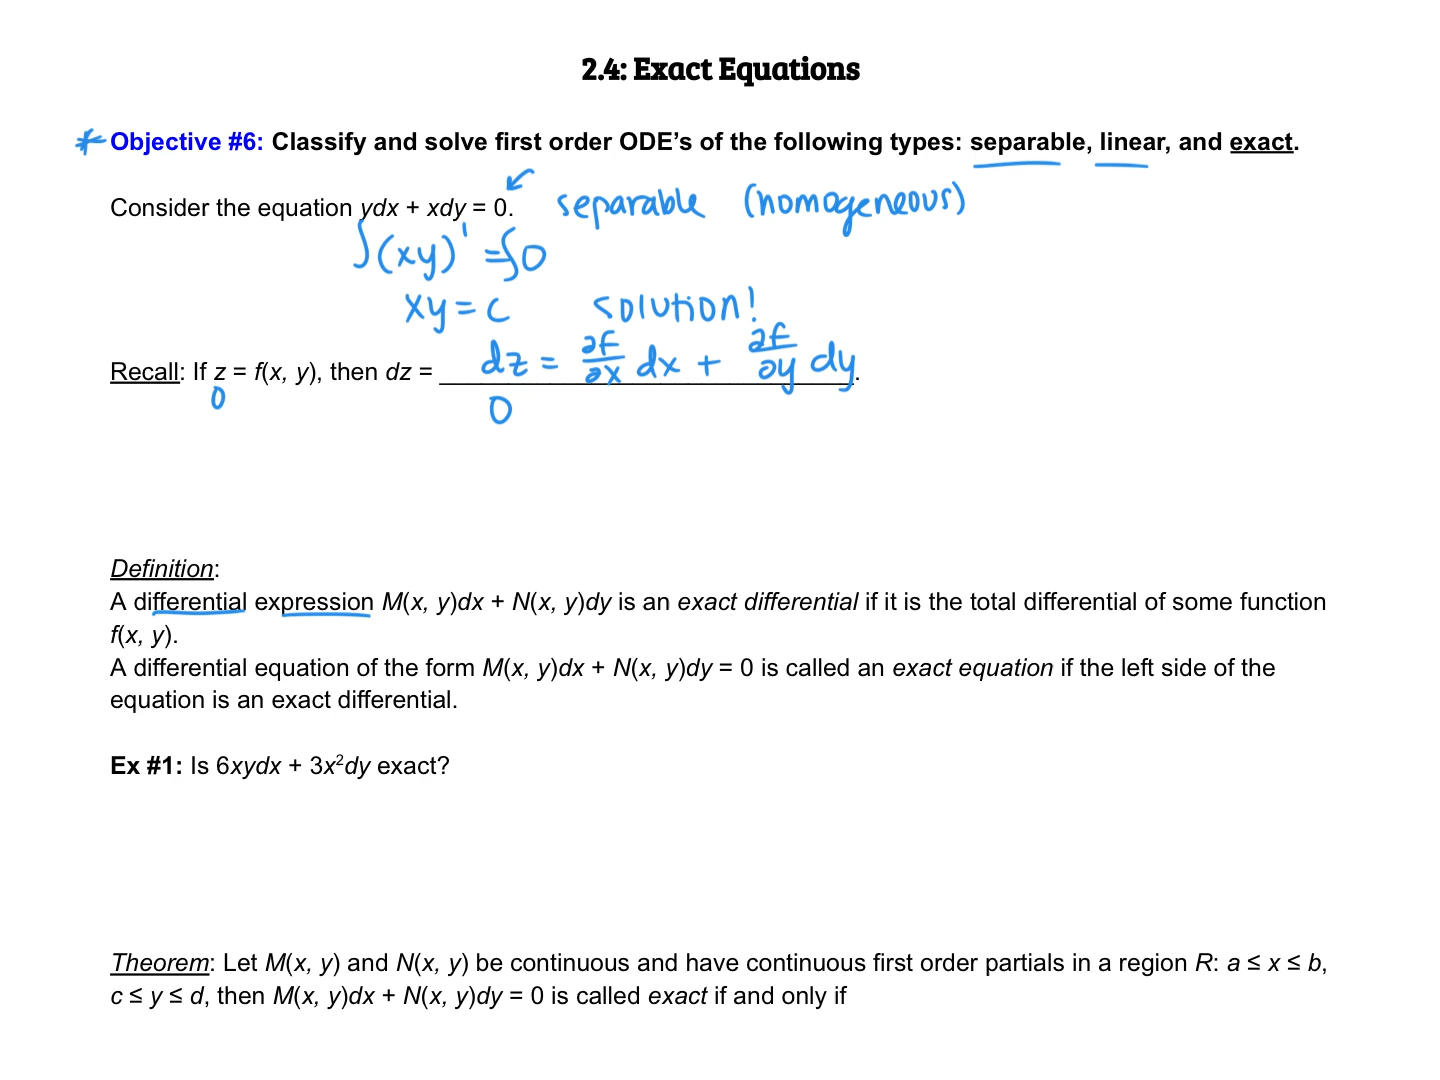 2.4: Exact Equations
* Objective #6: Classify and solve first order ODE's of the following types: separable, linear, and exact.
Consider the equation ydx + xdy = 0. separable (homogeneous)
∫(xy)' = ∫0
xy = c solution!
Recall: If z = f(x, y), then dz = dz = ∂f/∂x dx + ∂f/∂y dy.
0 0
Definition:
A differential expression M(x, y)dx + N(x, y)dy is an exact differential if it is the total differential of some function
f(x, y).
A differential equation of the form M(x, y)dx + N(x, y)dy = 0 is called an exact equation if the left side of the
equation is an exact differential.
Ex #1: Is 6xydx + 3x²dy exact?
Theorem: Let M(x, y) and N(x, y) be continuous and have continuous first order partials in a region R: a ≤ x ≤ b,
c ≤ y ≤ d, then M(x, y)dx + N(x, y)dy = 0 is called exact if and only if